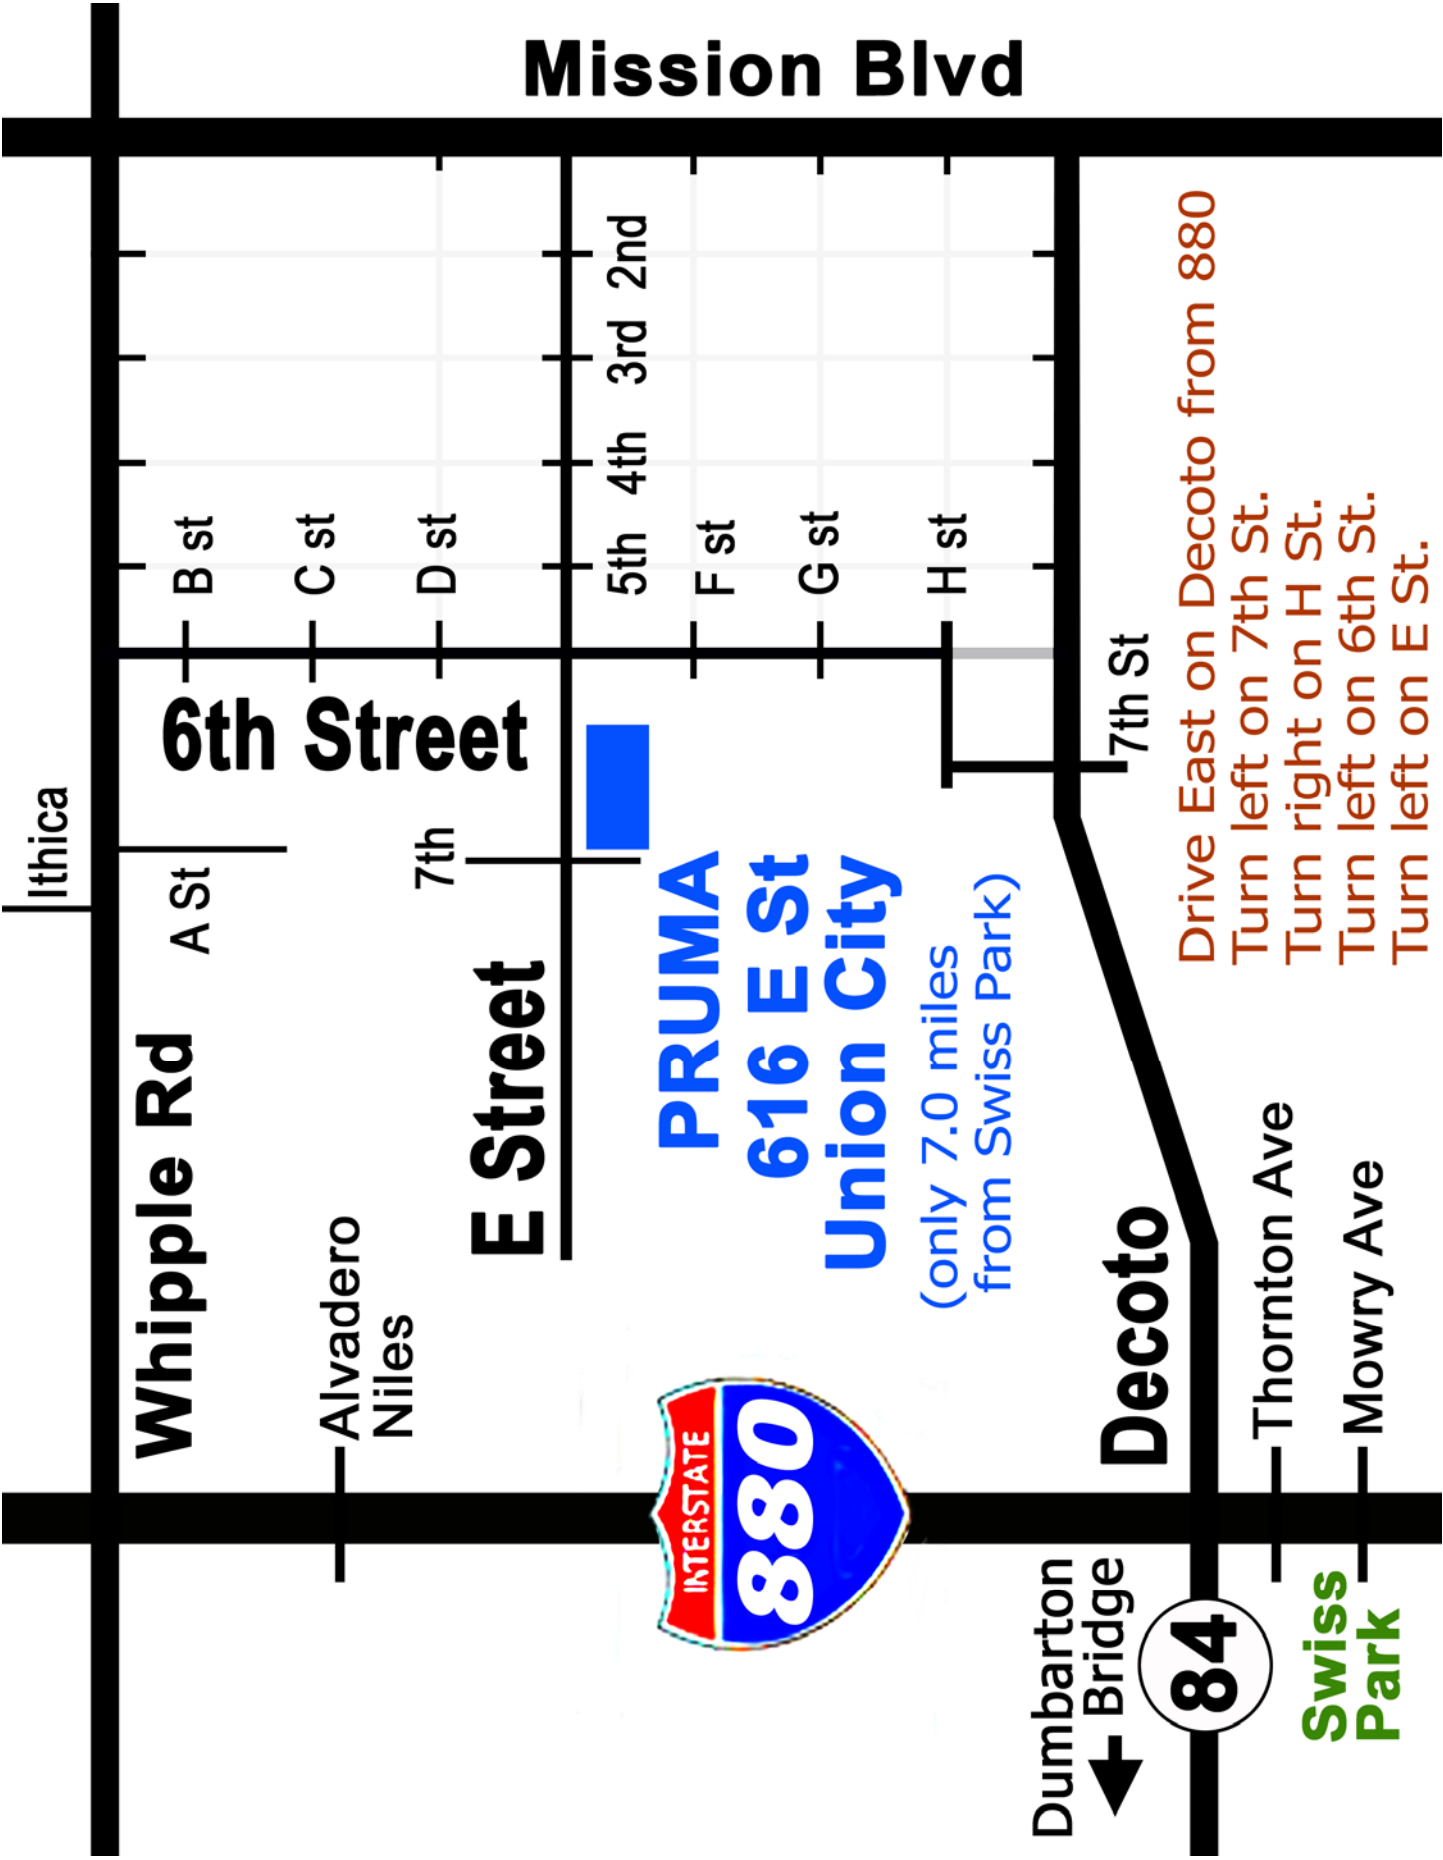 Mission Blvd
2nd
3rd
4th
5th
B st
C st
D st
F st
G st
H st
6th Street
7th St
Ithica
A St
7th
Whipple Rd
E Street
PRUMA
616 E St
Union City
(only 7.0 miles
from Swiss Park)
Drive East on Decoto from 880
Turn left on 7th St.
Turn right on H St.
Turn left on 6th St.
Turn left on E St.
Alvadero
Niles
INTERSTATE
880
Decoto
Thornton Ave
Mowry Ave
Dumbarton
Bridge
84
Swiss
Park